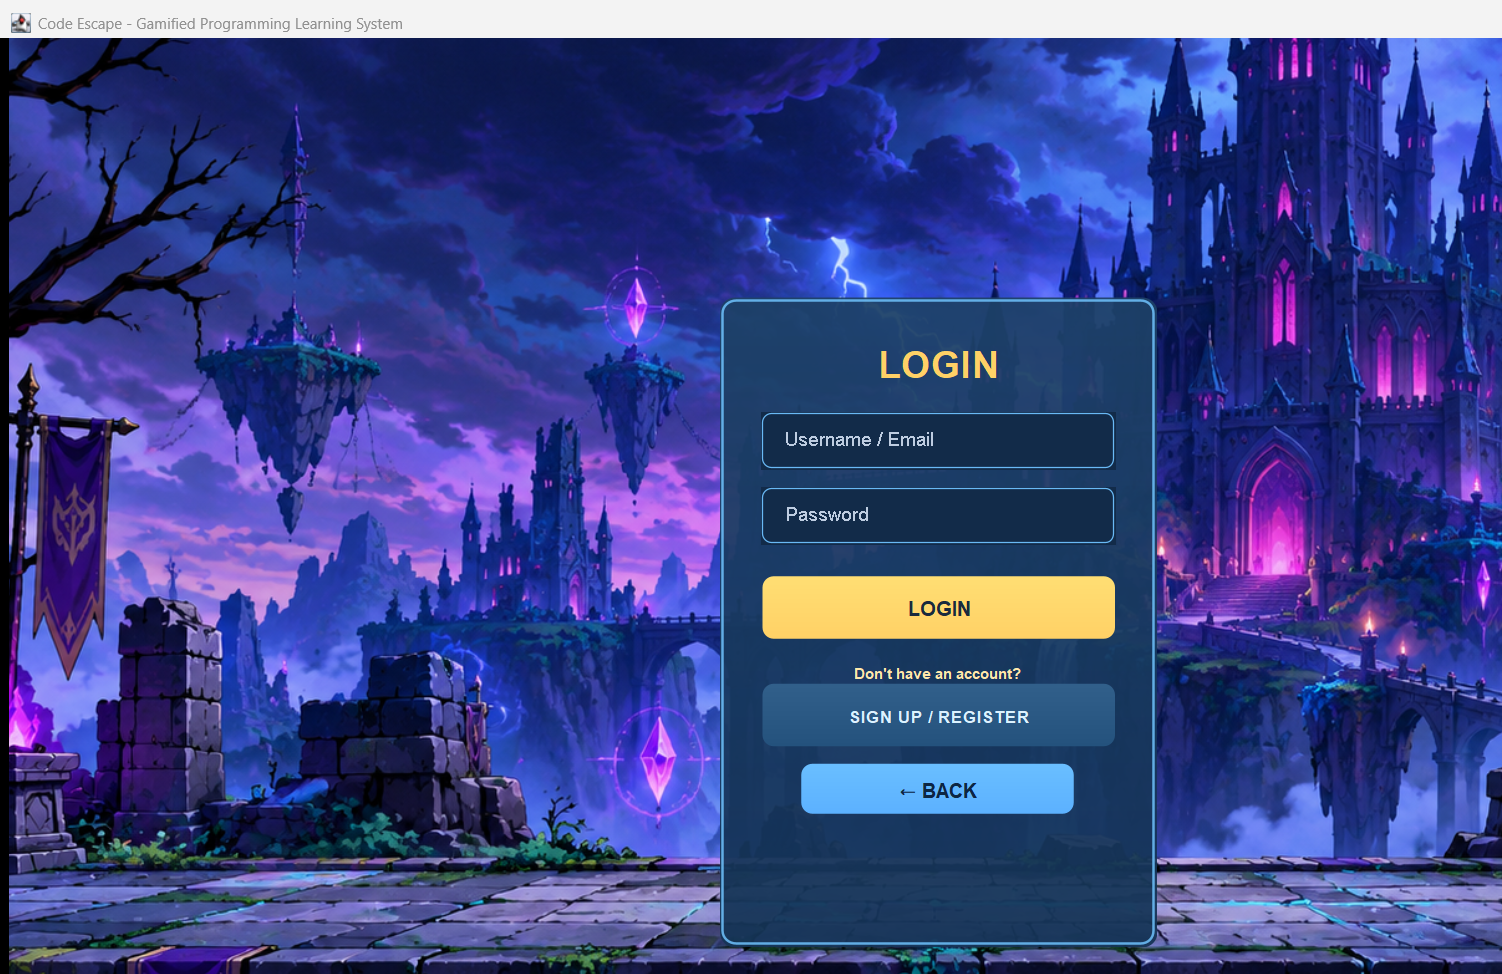 Code Escape - Gamified Programming Learning System
LOGIN
Username / Email
Password
LOGIN
Don't have an account?
SIGN UP / REGISTER
← BACK